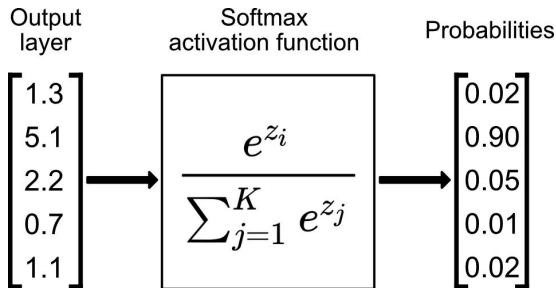 Output
layer
Softmax
activation function
Probabilities
1.3
5.1
2.2
0.7
1.1
e^{z_i}
\sum_{j=1}^{K} e^{z_j}
0.02
0.90
0.05
0.01
0.02